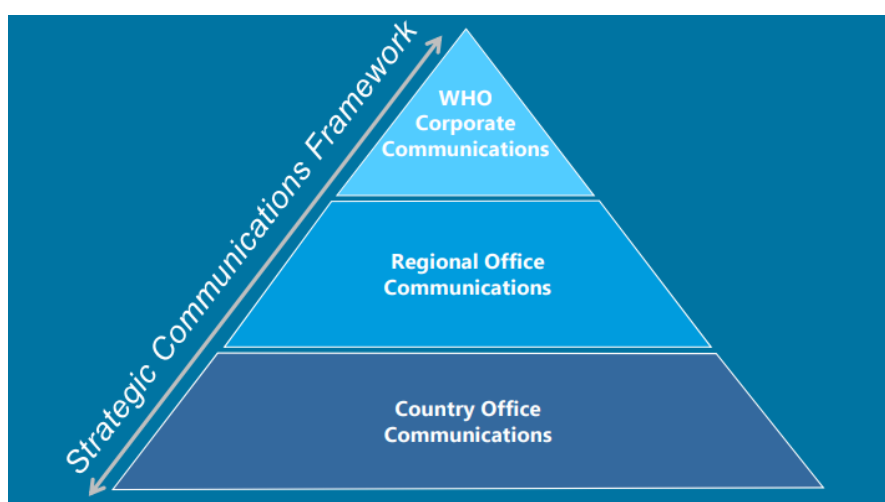 Strategic Communications Framework
WHO
Corporate
Communications
Regional Office
Communications
Country Office
Communications